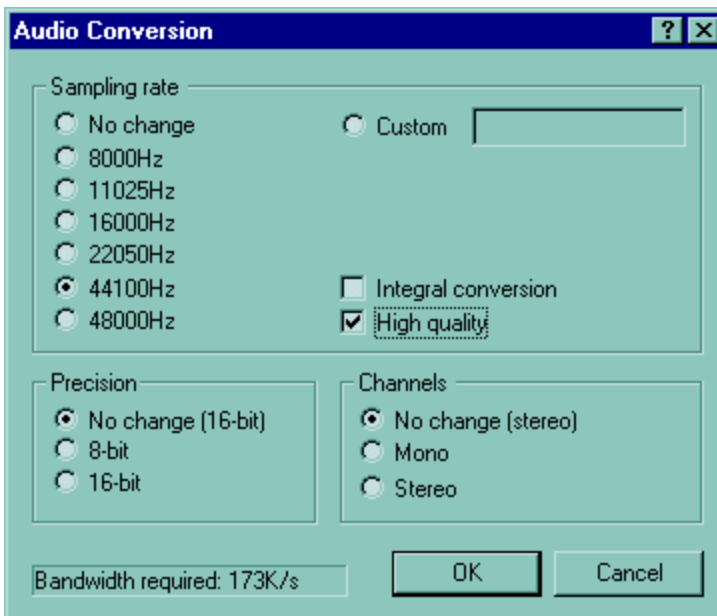 Audio Conversion
Sampling rate
No change
Custom
8000Hz
11025Hz
16000Hz
22050Hz
44100Hz
Integral conversion
48000Hz
High quality
Precision
No change (16-bit)
8-bit
16-bit
Channels
No change (stereo)
Mono
Stereo
Bandwidth required: 173K/s
OK
Cancel